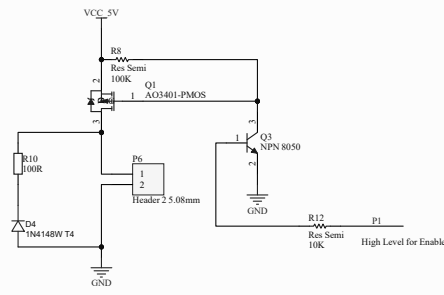 VCC_5V
R8
Res Semi
100K
2
Q1
AO3401-PMOS
1
3
3
Q3
NPN 8050
1
2
R10
100R
P6
1
2
Header 2 5.08mm
GND
D4
1N4148W T4
R12
Res Semi
10K
P1
High Level for Enable
GND